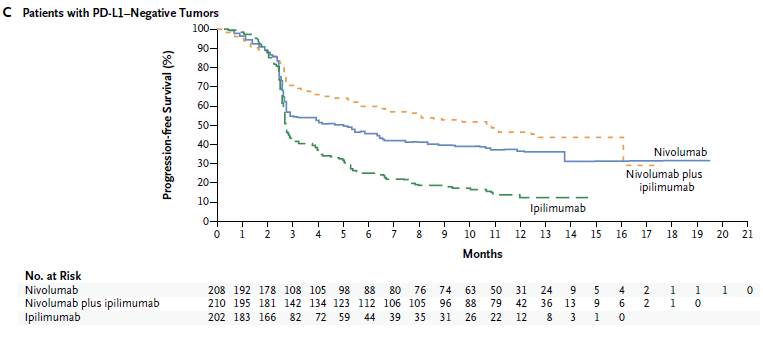 C Patients with PD-L1–Negative Tumors
Progression-free Survival (%)
100
90
80
70
60
50
40
30
20
10
0
Nivolumab
Nivolumab plus
ipilimumab
Ipilimumab
0 1 2 3 4 5 6 7 8 9 10 11 12 13 14 15 16 17 18 19 20 21
Months
No. at Risk
Nivolumab 208 192 178 108 105 98 88 80 76 74 63 50 31 24 9 5 4 2 1 1 1 0
Nivolumab plus ipilimumab 210 195 181 142 134 123 112 106 105 96 88 79 42 36 13 9 6 2 1 0
Ipilimumab 202 183 166 82 72 59 44 39 35 31 26 22 12 8 3 1 0